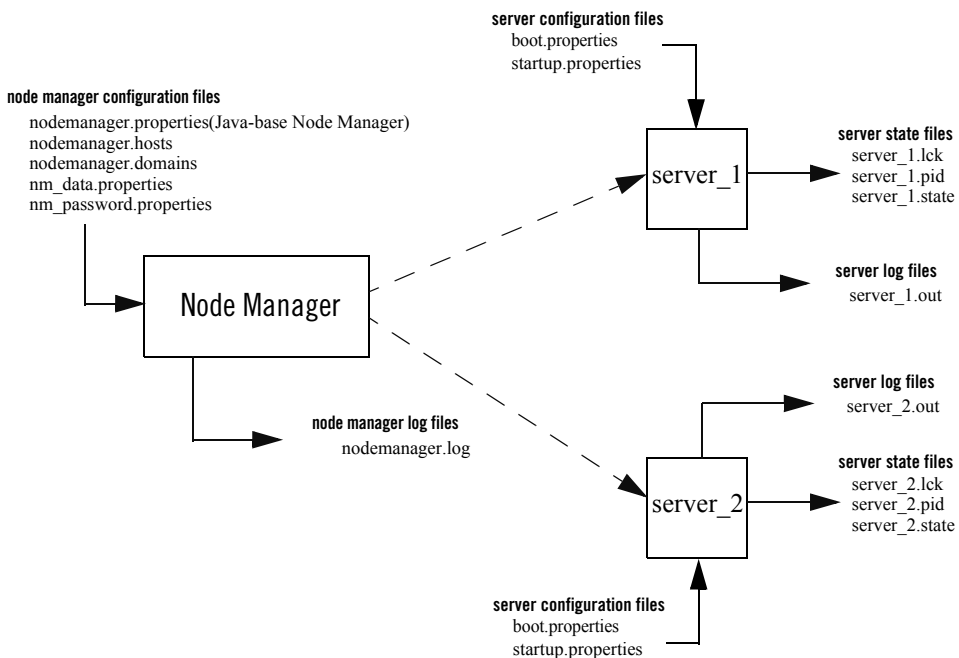 server configuration files
boot.properties
startup.properties
node manager configuration files
nodemanager.properties(Java-base Node Manager)
nodemanager.hosts
nodemanager.domains
nm_data.properties
nm_password.properties
server_1
server state files
server_1.lck
server_1.pid
server_1.state
server log files
server_1.out
Node Manager
node manager log files
nodemanager.log
server log files
server_2.out
server_2
server state files
server_2.lck
server_2.pid
server_2.state
server configuration files
boot.properties
startup.properties